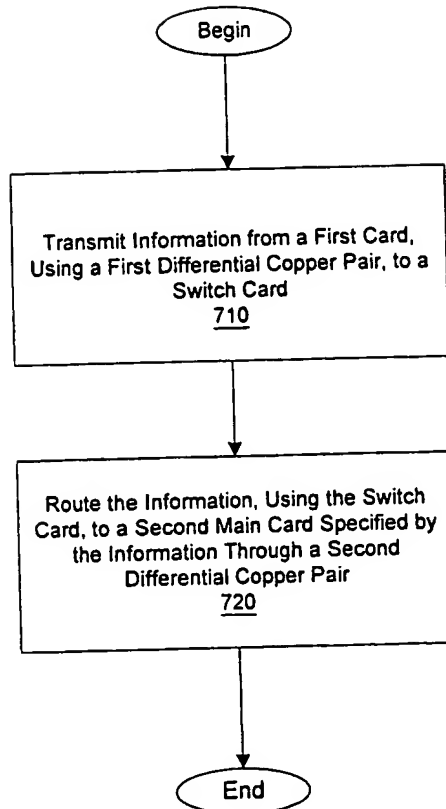 Begin
Transmit Information from a First Card,
Using a First Differential Copper Pair, to a
Switch Card
710
Route the Information, Using the Switch
Card, to a Second Main Card Specified by
the Information Through a Second
Differential Copper Pair
720
End